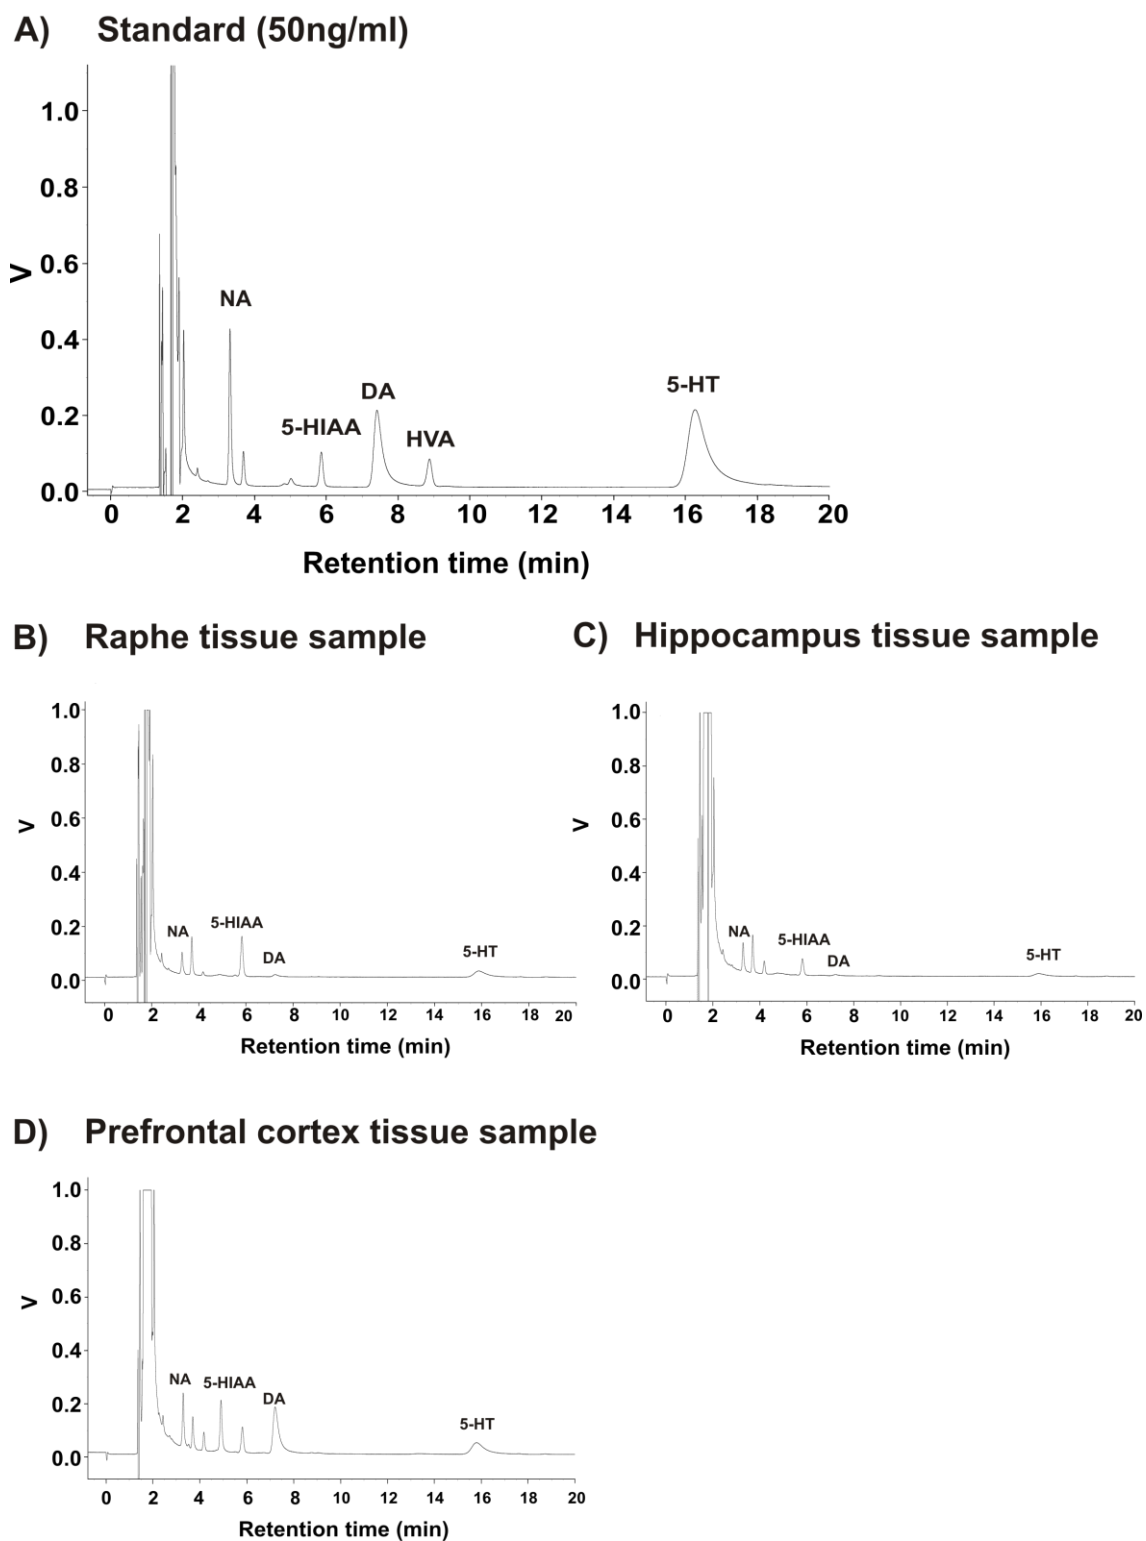 A) Standard (50ng/ml)
1.0
0.8
0.6
V
NA
0.4
DA
5-HT
5-HIAA
HVA
0.2
0.0
0 2 4 6 8 10 12 14 16 18 20
Retention time (min)
B) Raphe tissue sample
1.0
0.8
V
0.6
0.4
0.2
NA
5-HIAA
DA
5-HT
0.0
0 2 4 6 8 10 12 14 16 18 20
Retention time (min)
C) Hippocampus tissue sample
1.0
0.8
V
0.6
0.4
0.2
NA
5-HIAA
DA
5-HT
0.0
0 2 4 6 8 10 12 14 16 18 20
Retention time (min)
D) Prefrontal cortex tissue sample
1.0
0.8
V
0.6
0.4
NA
5-HIAA
DA
0.2
5-HT
0.0
0 2 4 6 8 10 12 14 16 18 20
Retention time (min)